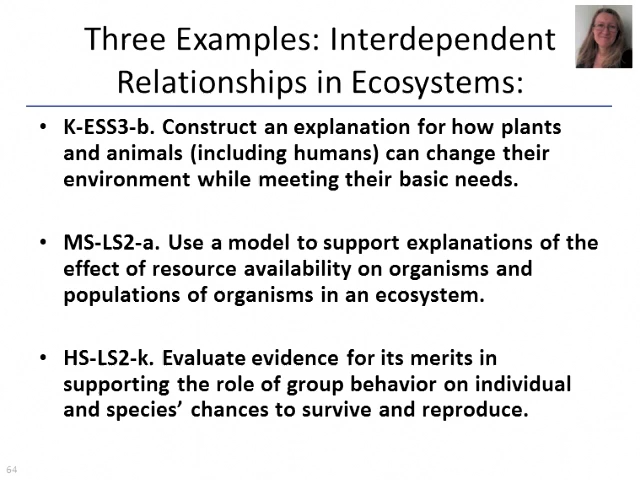 Three Examples: Interdependent
Relationships in Ecosystems:
• K-ESS3-b. Construct an explanation for how plants
and animals (including humans) can change their
environment while meeting their basic needs.
• MS-LS2-a. Use a model to support explanations of the
effect of resource availability on organisms and
populations of organisms in an ecosystem.
• HS-LS2-k. Evaluate evidence for its merits in
supporting the role of group behavior on individual
and species’ chances to survive and reproduce.
64